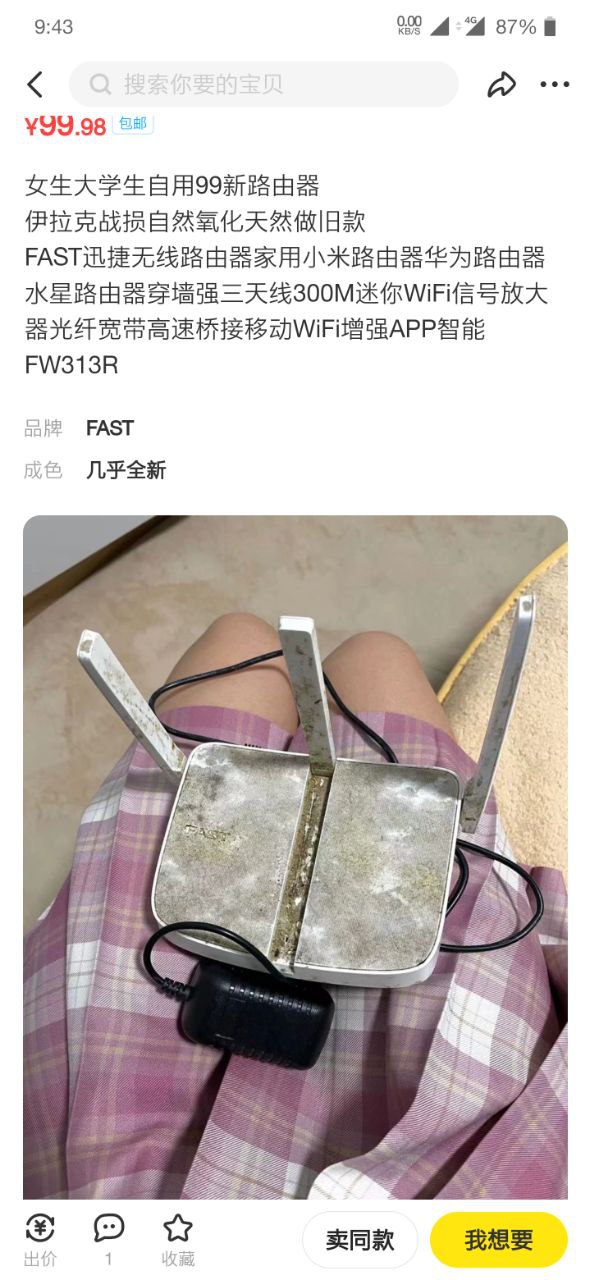 9:43
0.00 KB/S 4G 87%
搜索你要的宝贝
¥99.98 包邮
女生大学生自用99新路由器
伊拉克战损自然氧化天然做旧款
FAST迅捷无线路由器家用小米路由器华为路由器
水星路由器穿墙强三天线300M迷你WiFi信号放大
器光纤宽带高速桥接移动WiFi增强APP智能
FW313R
品牌 FAST
成色 几乎全新
FAST
出价 1 收藏 卖同款 我想要